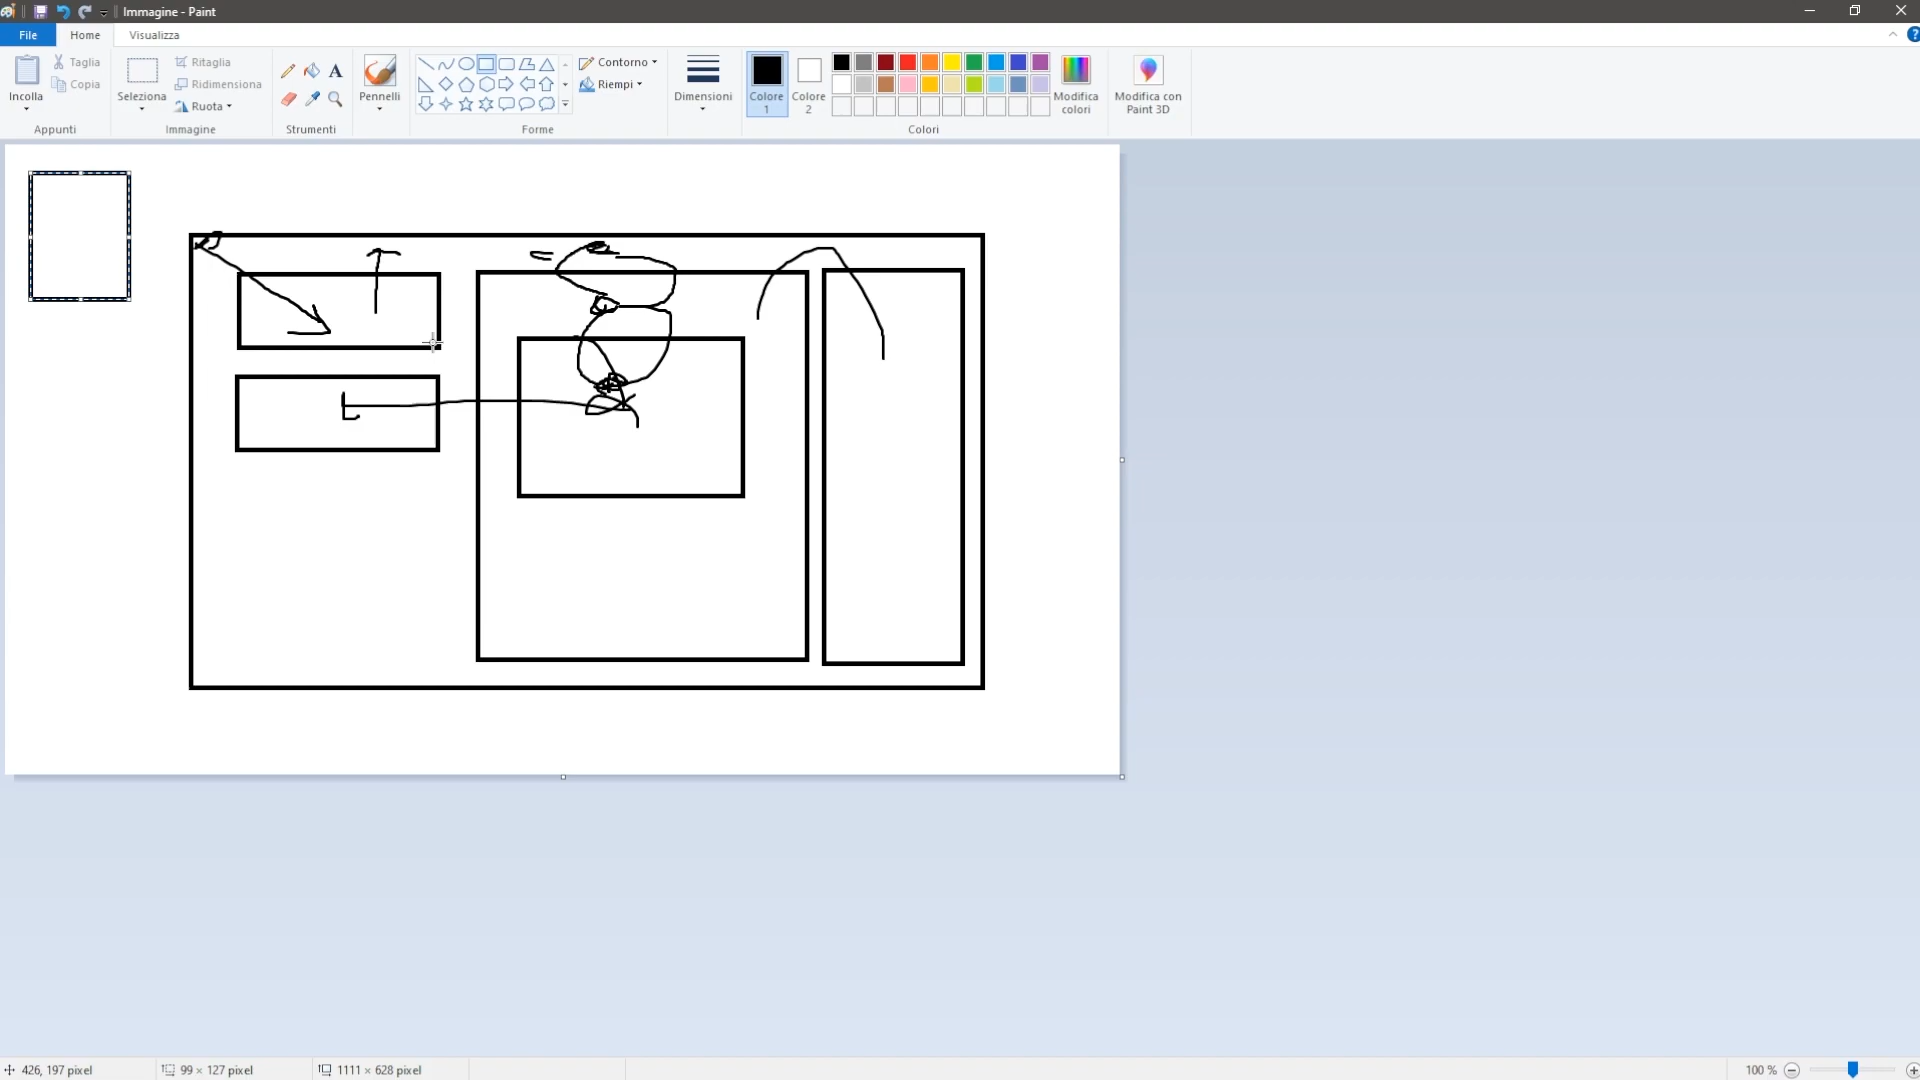 Immagine - Paint
File Home Visualizza
Incolla
Taglia
Copia
Appunti
Seleziona
Ritaglia
Ridimensiona
Ruota
Immagine
A
Strumenti
Pennelli
Contorno
Riempi
Forme
Dimensioni
Colore 1
Colore 2
Modifica colori
Colori
Modifica con Paint 3D
426, 197 pixel 99 × 127 pixel 1111 × 628 pixel 100 %